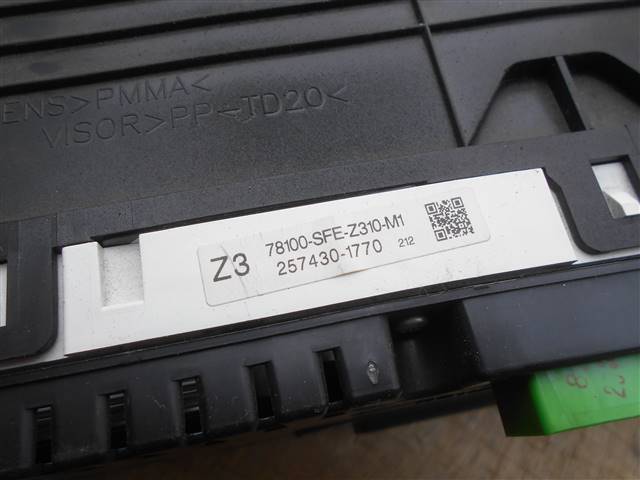 ENS>PMMA<
VISOR>PP-TD20<
Z3 78100-SFE-Z310-M1
257430-1770 212